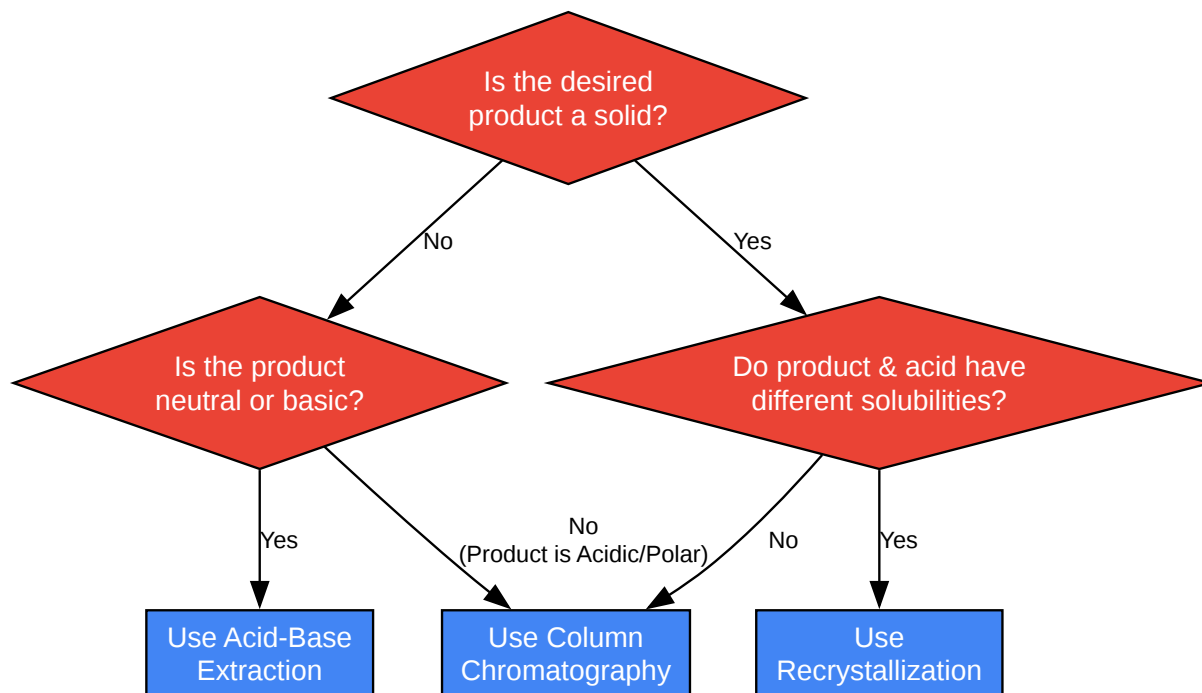 Is the desired
product a solid?
No
Yes
Is the product
neutral or basic?
Do product & acid have
different solubilities?
Yes
No
(Product is Acidic/Polar)
No
Yes
Use Acid-Base
Extraction
Use Column
Chromatography
Use
Recrystallization